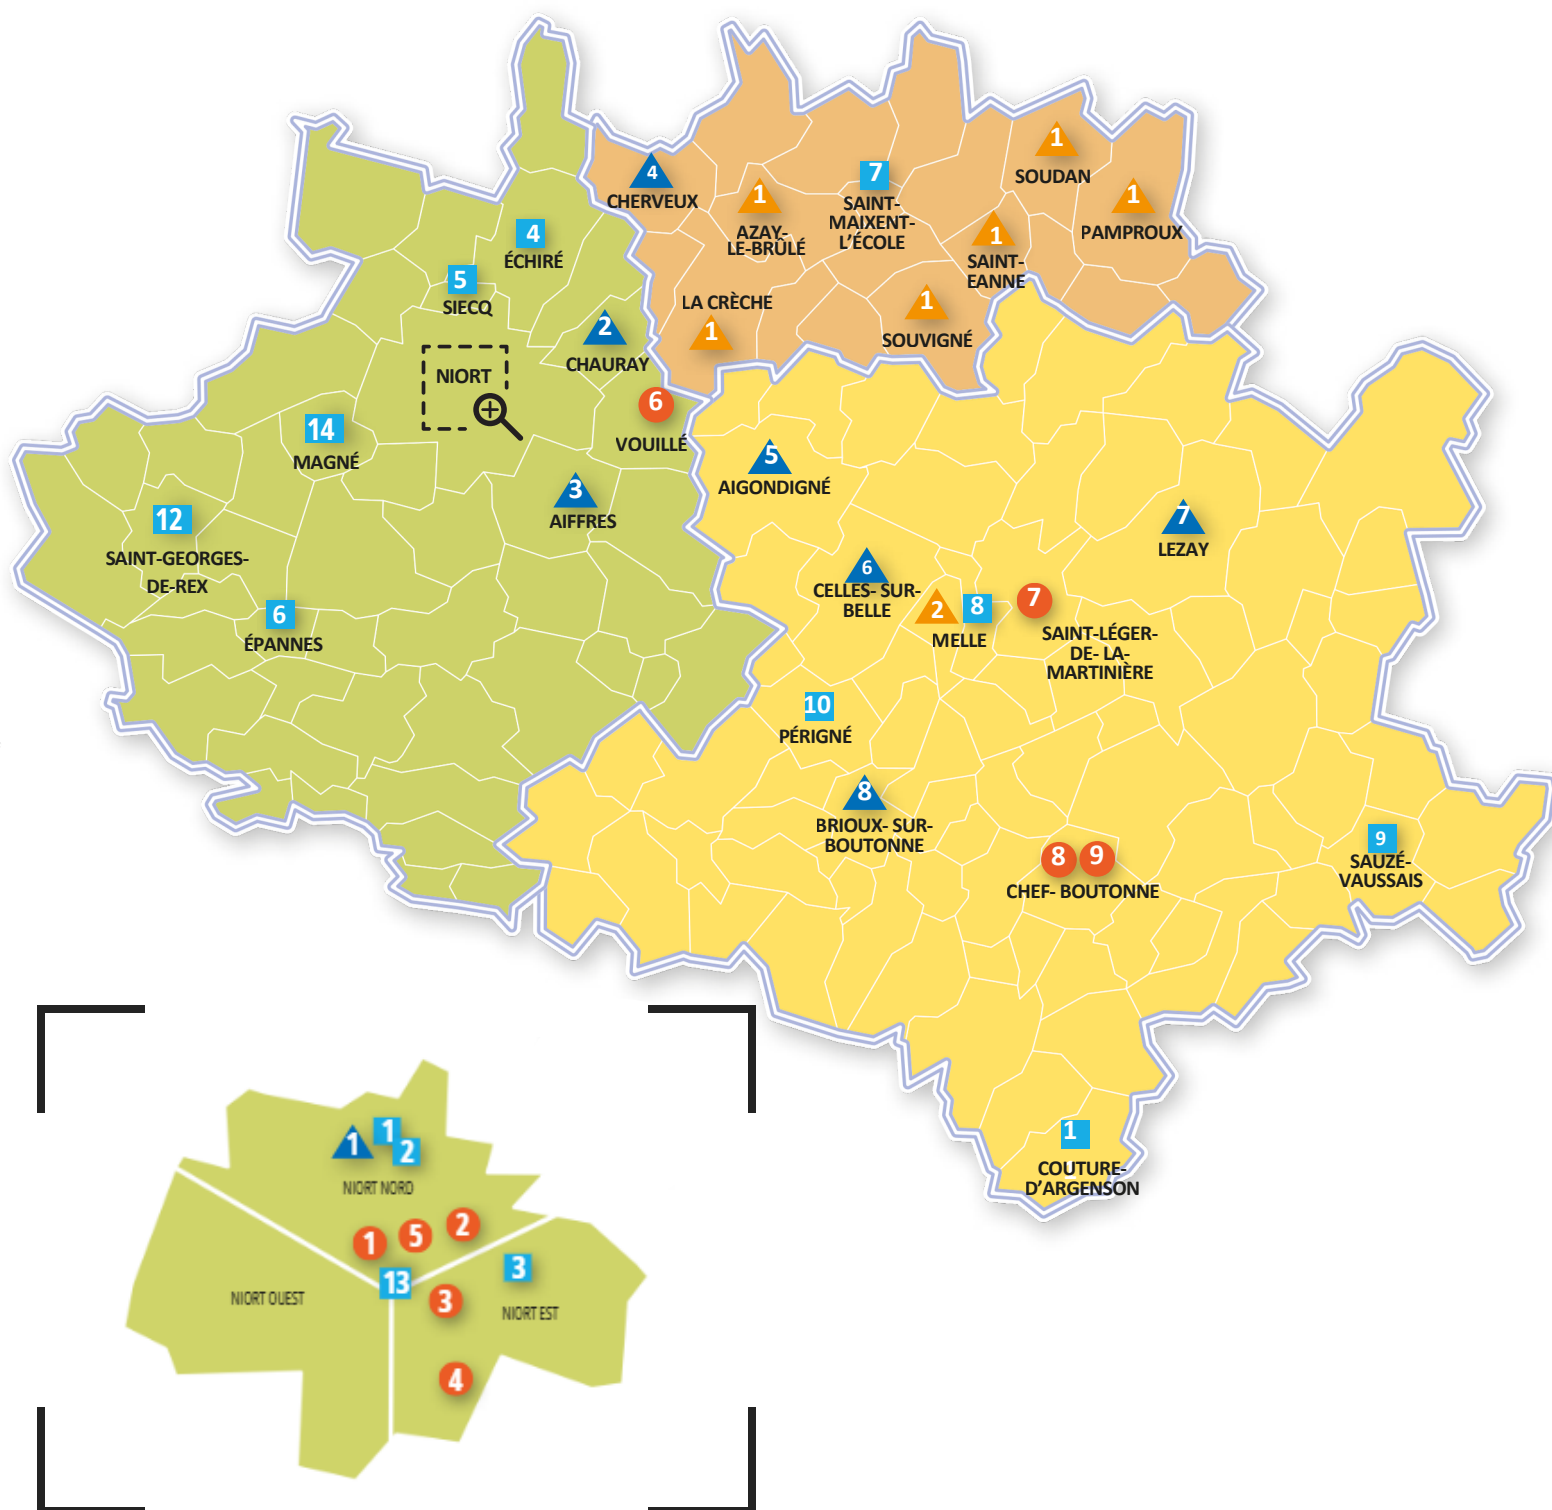 4
CHERVEUX
1
AZAY-
LE-BRÛLÉ
7
SAINT-
MAIXENT-
L'ÉCOLE
1
SOUDAN
1
PAMPROUX
1
SAINT-
EANNE
4
ÉCHIRÉ
5
SIECQ
LA CRÈCHE
1
1
SOUVIGNÉ
2
CHAURAY
NIORT
6
VOUILLÉ
14
MAGNÉ
5
AIGONDIGNÉ
3
AIFFRES
12
SAINT-GEORGES-
DE-REX
7
LEZAY
6
CELLES- SUR-
BELLE
2
8
MELLE
7
SAINT-LÉGER-
DE- LA-
MARTINIÈRE
6
ÉPANNES
10
PÉRIGNÉ
8
BRIOUX- SUR-
BOUTONNE
8 9
CHEF- BOUTONNE
9
SAUZÉ-
VAUSSAIS
1
COUTURE-
D'ARGENSON
1
1
2
NIORT NORD
1
5
2
13
3
3
NIORT OUEST
NIORT EST
4